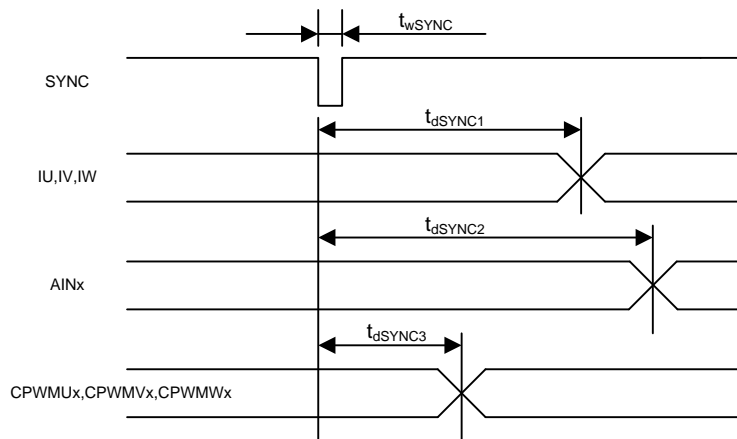 twSYNC
SYNC
tdSYNC1
IU,IV,IW
tdSYNC2
AINx
tdSYNC3
CPWMUx,CPWMVx,CPWMWx